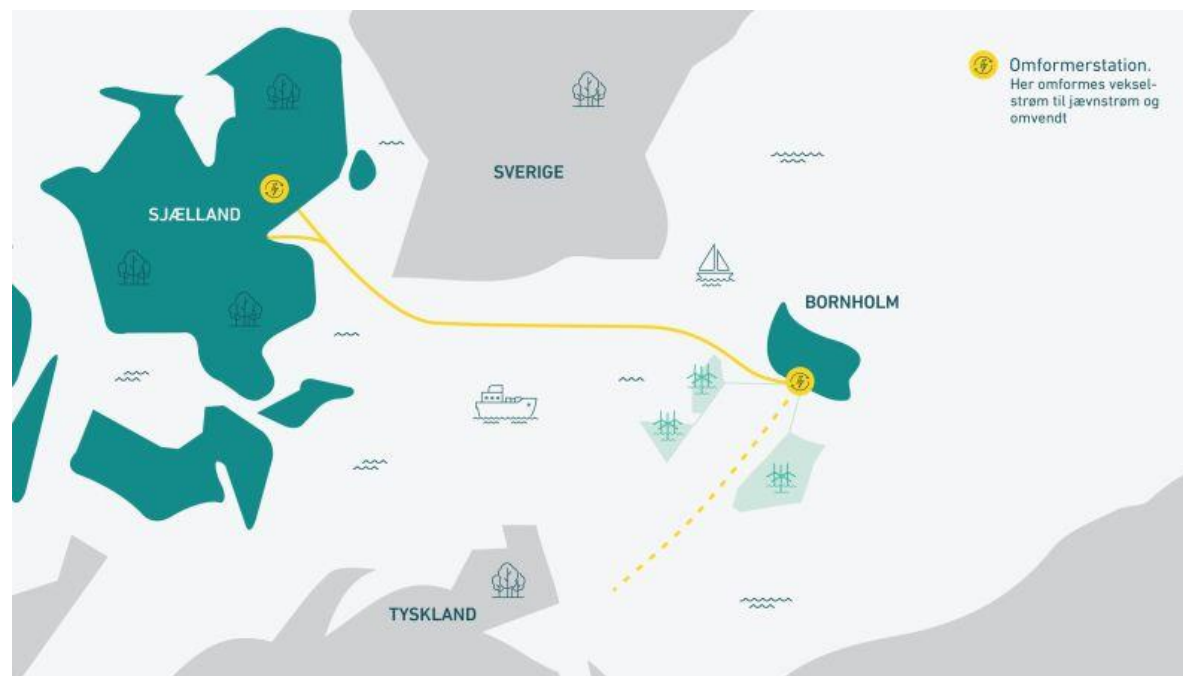 Omformerstation.
Her omformes veksel-
strøm til jævnstrøm og
omvendt
SVERIGE
SJÆLLAND
BORNHOLM
TYSKLAND